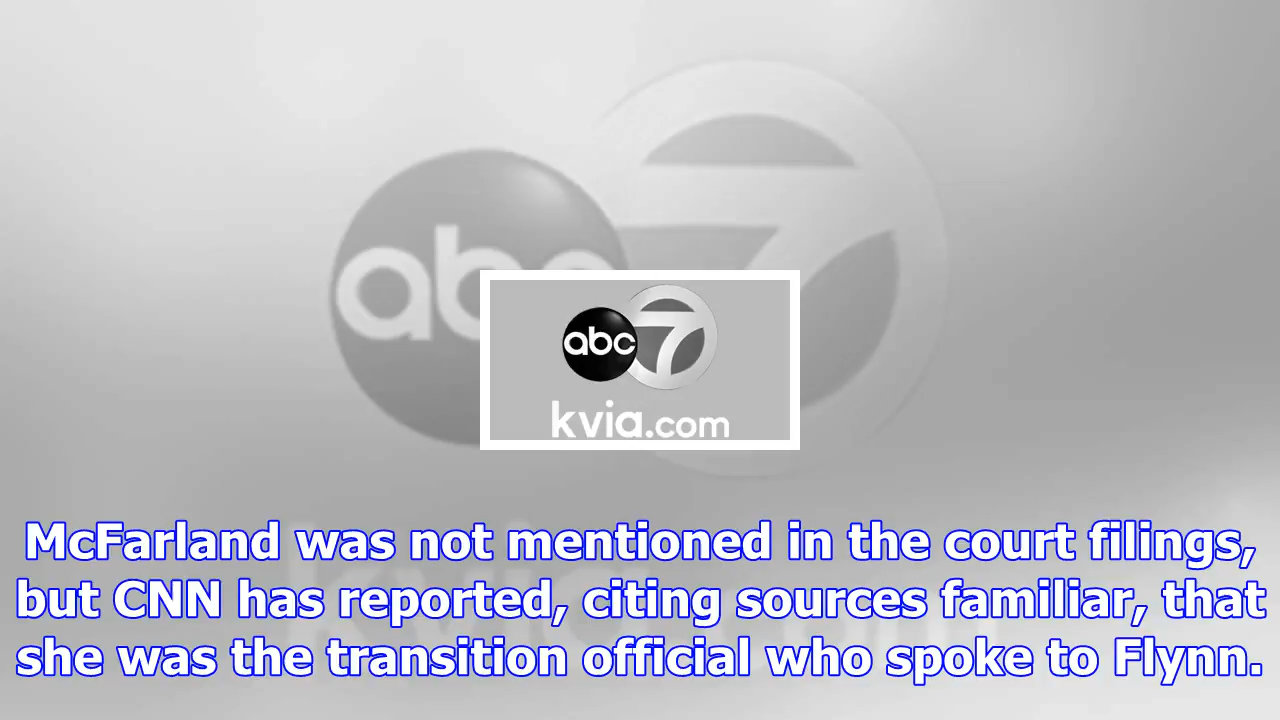 abc 7
kvia.com
McFarland was not mentioned in the court filings,
but CNN has reported, citing sources familiar, that
she was the transition official who spoke to Flynn.